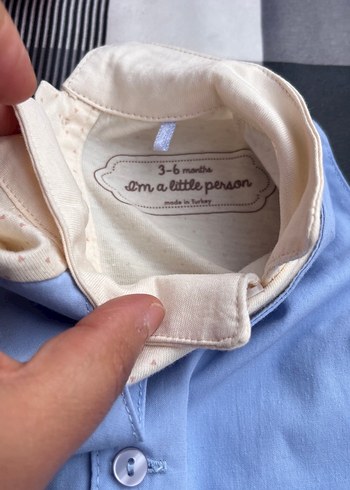 3-6 months
I'm a little person
made in Turkey